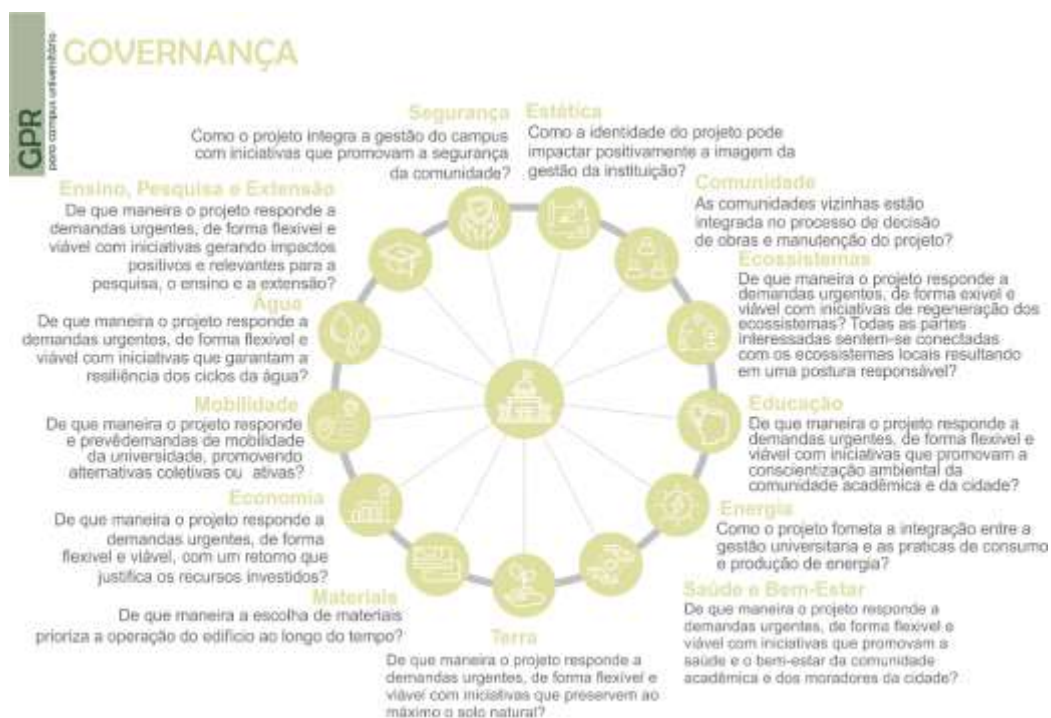 GPR
para campus universitário
GOVERNANÇA
Segurança
Como o projeto integra a gestão do campus
com iniciativas que promovam a segurança
da comunidade?
Estética
Como a identidade do projeto pode
impactar positivamente a imagem da
gestão da instituição?
Comunidade
As comunidades vizinhas estão
integrada no processo de decisão
de obras e manutenção do projeto?
Ecossistemas
De que maneira o projeto responde a
demandas urgentes, de forma exivel e
viável com iniciativas de regeneração dos
ecossistemas? Todas as partes
interessadas sentem-se conectadas
com os ecossistemas locais resultando
em uma postura responsável?
Educação
De que maneira o projeto responde a
demandas urgentes, de forma flexível e
viável com iniciativas que promovam a
conscientização ambiental da
comunidade acadêmica e da cidade?
Energia
Como o projeto fometa a integração entre a
gestão universitaria e as praticas de consumo
e produção de energia?
Saúde e Bem-Estar
De que maneira o projeto responde a
demandas urgentes, de forma flexível e
viável com iniciativas que promovam a
saúde e o bem-estar da comunidade
acadêmica e dos moradores da cidade?
Terra
De que maneira o projeto responde a
demandas urgentes, de forma flexível e
viável com iniciativas que preservem ao
máximo o solo natural?
Materiais
De que maneira a escolha de materiais
prioriza a operação do edifício ao longo do tempo?
Economia
De que maneira o projeto responde a
demandas urgentes, de forma
flexível e viável, com um retorno que
justifica os recursos investidos?
Mobilidade
De que maneira o projeto responde
e prevêdemandas de mobilidade
da universidade, promovendo
alternativas coletivas ou ativas?
Água
De que maneira o projeto responde a
demandas urgentes, de forma flexível e
viável com iniciativas que garantam a
resiliência dos ciclos da água?
Ensino, Pesquisa e Extensão
De que maneira o projeto responde a
demandas urgentes, de forma flexível e
viável com iniciativas gerando impactos
positivos e relevantes para a
pesquisa, o ensino e a extensão?